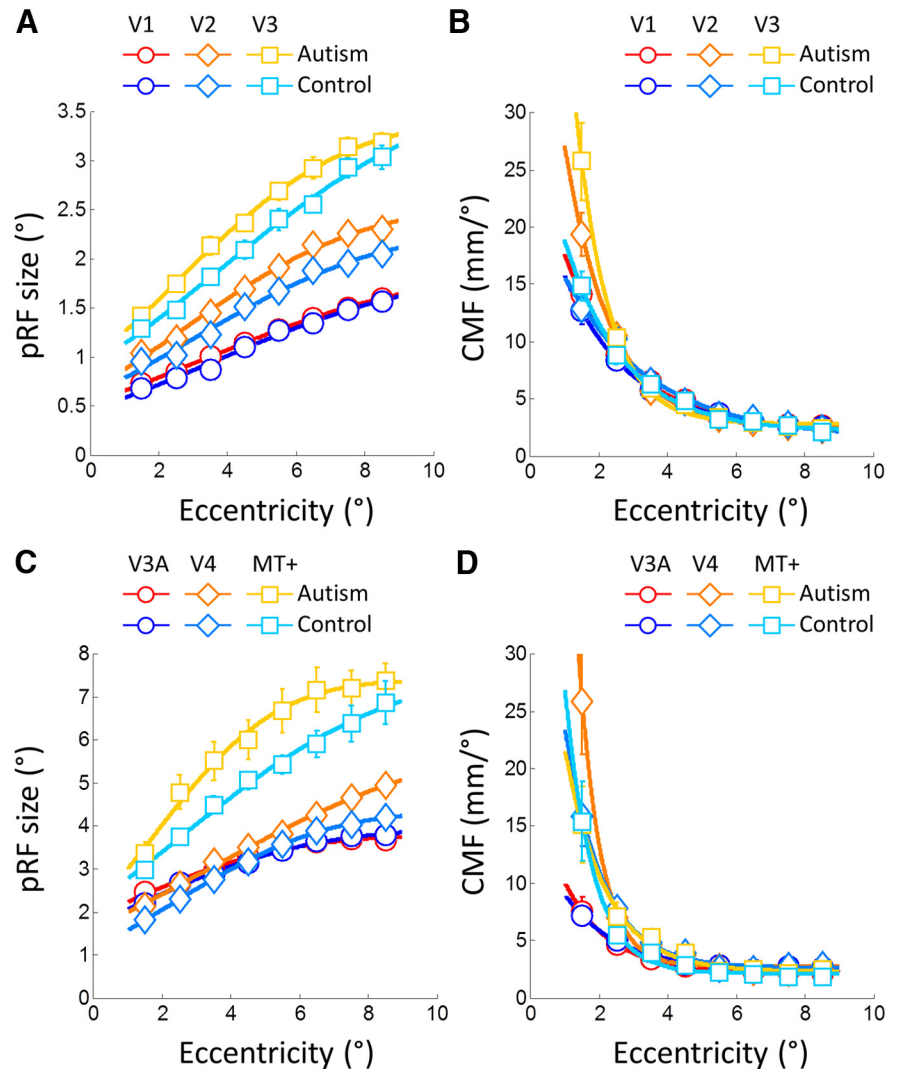 A
V1 V2 V3
Autism
Control
3.5
3
2.5
2
1.5
1
0.5
0
0 2 4 6 8 10
pRF size (°)
Eccentricity (°)
B
V1 V2 V3
Autism
Control
30
25
20
15
10
5
0
0 2 4 6 8 10
CMF (mm/°)
Eccentricity (°)
C
V3A V4 MT+
Autism
Control
8
7
6
5
4
3
2
1
0
0 2 4 6 8 10
pRF size (°)
Eccentricity (°)
D
V3A V4 MT+
Autism
Control
30
25
20
15
10
5
0
0 2 4 6 8 10
CMF (mm/°)
Eccentricity (°)